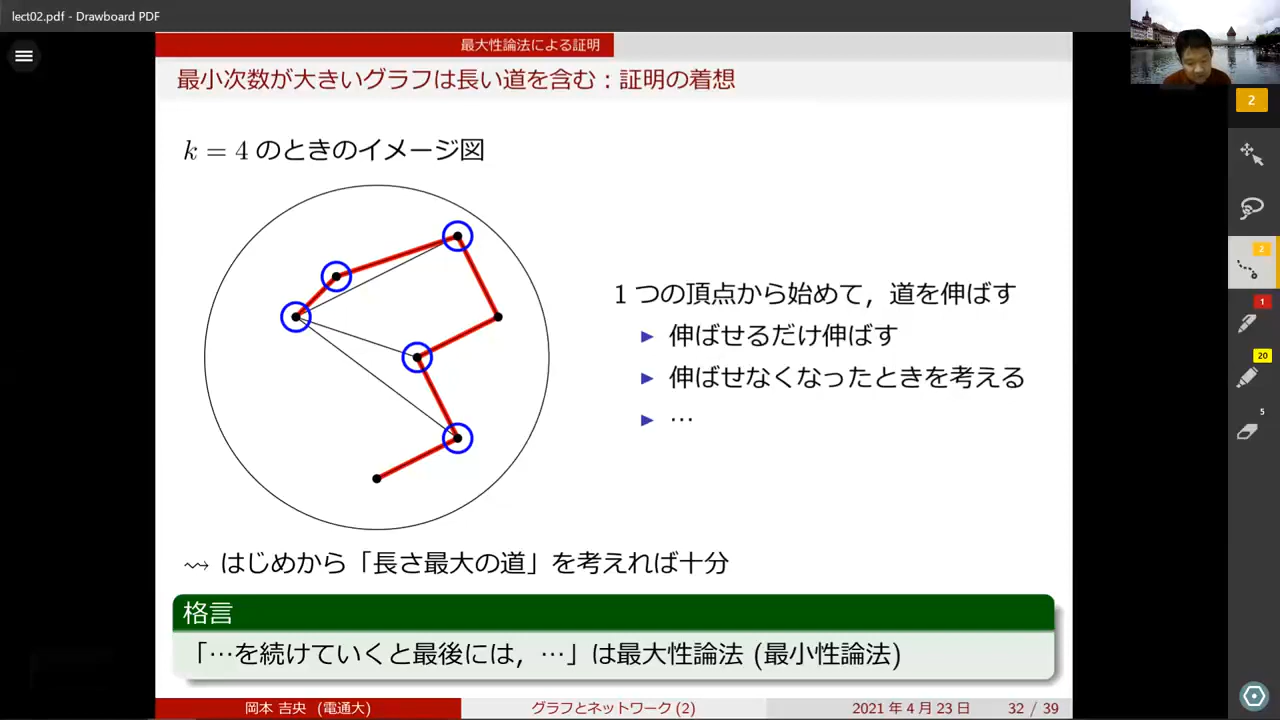 lect02.pdf - Drawboard PDF
最大性論法による証明
最小次数が大きいグラフは長い道を含む：証明の着想
k = 4 のときのイメージ図
1 つの頂点から始めて，道を伸ばす
▶ 伸ばせるだけ伸ばす
▶ 伸ばせなくなったときを考える
▶ …
⇝ はじめから「長さ最大の道」を考えれば十分
格言
「…を続けていくと最後には，…」は最大性論法 (最小性論法)
岡本 吉央 (電通大)
グラフとネットワーク (2)
2021 年 4 月 23 日
32 / 39
2
2
1
20
5